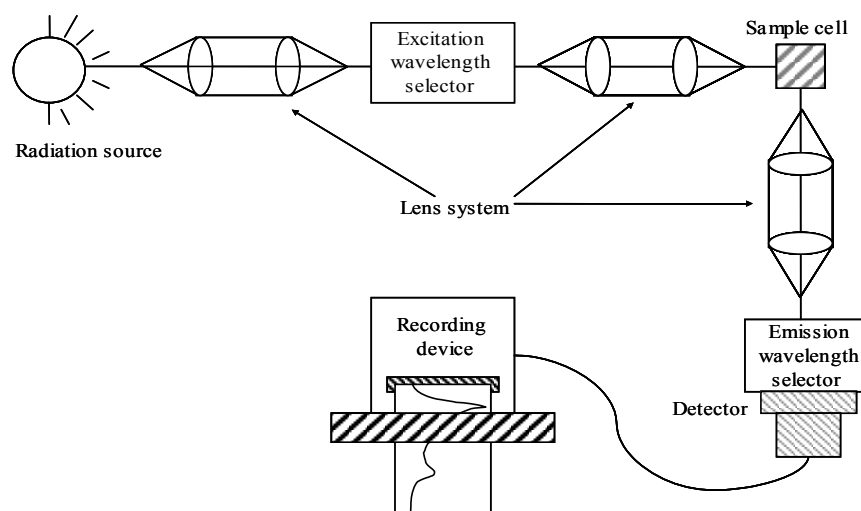 Excitation
wavelength
selector
Sample cell
Radiation source
Lens system
Recording
device
Emission
wavelength
selector
Detector